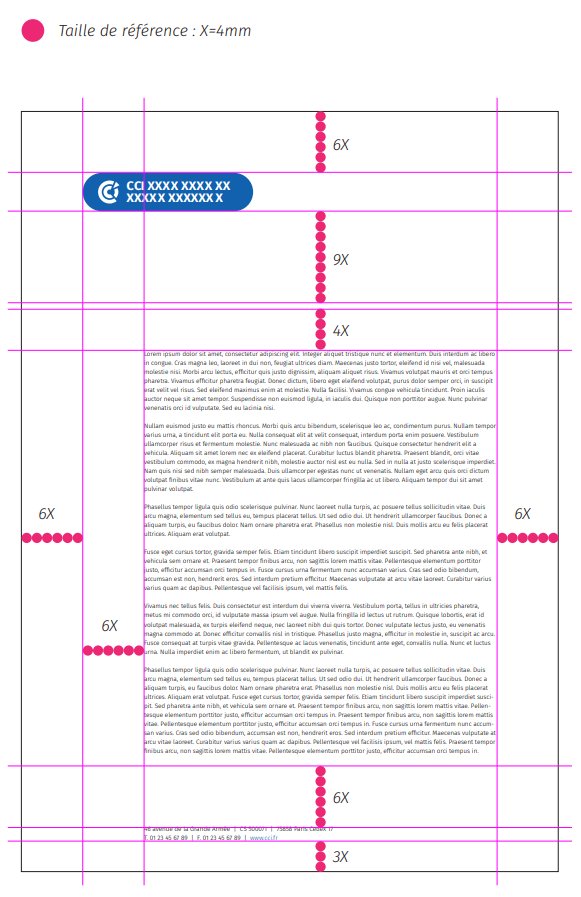 Taille de référence : X=4mm
6X
CCI XXXX XXXX XX
XXXXX XXXXXX X
9X
4X
Lorem ipsum dolor sit amet, consectetur adipiscing elit. Integer aliquet tristique nunc et elementum. Duis interdum ac libero
in congue. Cras magna leo, laoreet in dui non, feugiat ultrices diam. Maecenas justo tortor, eleifend id nisi vel, malesuada
molestie nisi. Morbi arcu lectus, efficitur quis justo dignissim, aliquam aliquet risus. Vivamus volutpat mauris et orci mattis
pharetra. Vivamus efficitur pharetra feugiat. Donec dictum, libero eget eleifend volutpat, purus dolor semper orci, in suscipit
erat velit vel risus. Sed eleifend maximus enim at molestie. Nulla facilisi. Vivamus congue vehicula tincidunt. Proin iaculis
auctor neque sit amet tempor. Suspendisse non euismod ligula, in iaculis dui. Quisque non porttitor augue. Nunc pulvinar
venenatis orci id vulputate. Sed eu lacinia nisi.
Nullam euismod justo eu mattis rhoncus. Morbi quis arcu bibendum, scelerisque leo ac, condimentum purus. Nullam tempor
varius urna, a tincidunt elit porta eu. Nulla consequat elit at velit consequat, interdum porta enim posuere. Vestibulum
ullamcorper risus et fermentum molestie. Nunc malesuada ac nibh non faucibus. Quisque consectetur hendrerit elit et
vehicula. Aliquam sit amet lorem nec ex eleifend placerat. Curabitur luctus blandit pharetra. Praesent blandit, orci vitae
vestibulum commodo, ex magna hendrerit nibh, molestie auctor nisl est eu nulla. Sed in nulla at justo scelerisque imperdiet.
Nam quis nisi sed nibh semper malesuada. Duis ullamcorper egestas nunc ut venenatis. Nullam eget arcu quis orci dictum
volutpat finibus vitae nunc. Vestibulum at ante quis lacus ullamcorper fringilla ac ut libero. Aliquam tempor dui sit amet
pulvinar volutpat.
Phasellus tempor ligula quis odio scelerisque pulvinar. Nunc laoreet nulla turpis, ac posuere tellus sollicitudin vitae. Duis
arcu magna, dignissim sed tellus eu, tempus placerat tellus. Ut sed odio dui. Ut hendrerit ullamcorper faucibus. Donec a
aliquam turpis, eu faucibus dolor. Nam ornare pharetra erat in pharetra. Duis mollis arcu eu felis placerat
ultrices. Aliquam erat volutpat.
6X
6X
Fusce eget cursus tortor, gravida semper felis. Etiam tincidunt libero suscipit imperdiet suscipit. Sed pharetra ante nibh, et
vehicula sem ornare et. Praesent tempor finibus arcu, non sagittis lorem mattis vitae. Pellentesque elementum porttitor
justo, efficitur accumsan orci tempus in. Fusce cursus urna fermentum nunc accumsan varius. Cras sed odio bibendum,
accumsan est non, hendrerit eros. Sed interdum pretium efficitur. Maecenas vulputate at arcu vitae laoreet. Curabitur varius
varius quam ac dapibus. Pellentesque vel facilisis ipsum, vel mattis felis.
Vivamus nec tellus felis. Duis consectetur est interdum dui viverra viverra. Vestibulum porta, tellus in ultricies pharetra,
metus mi commodo orci, id vulputate massa ipsum vel augue. Nulla fringilla id lectus ut rutrum. Quisque lobortis, erat id
volutpat malesuada, ex turpis eleifend neque, nec laoreet dui quis tortor. Donec tempus volutpat erat, in venenatis
magna commodo at. Donec efficitur convallis nisl in tristique. Phasellus justo magna, efficitur in molestie in, suscipit ac arcu.
Fusce consequat at turpis vitae gravida. Pellentesque ac lacus venenatis, tincidunt ante eget, convallis nulla. Nunc et luctus
urna. Nulla imperdiet enim ac libero fermentum, ut blandit ex pulvinar.
6X
Phasellus tempor ligula quis odio scelerisque pulvinar. Nunc laoreet nulla turpis, ac posuere tellus sollicitudin vitae. Duis
arcu magna, dignissim sed tellus eu, tempus placerat tellus. Ut sed odio dui. Ut hendrerit ullamcorper faucibus. Donec a
aliquam turpis, eu faucibus dolor. Nam ornare pharetra erat in pharetra. Duis mollis arcu eu felis placerat
ultrices. Aliquam erat volutpat. Fusce eget cursus tortor, gravida semper felis. Etiam tincidunt libero suscipit imperdiet susci-
pit. Sed pharetra ante nibh, et vehicula sem ornare et. Praesent tempor finibus arcu, non sagittis lorem mattis vitae. Pellen-
tesque elementum porttitor justo, efficitur accumsan orci tempus in. Praesent tempor finibus arcu, non sagittis lorem mattis
vitae. Pellentesque elementum porttitor justo, efficitur accumsan orci tempus in. Fusce cursus urna fermentum nunc accum-
san varius. Cras sed odio bibendum, accumsan est non, hendrerit eros. Sed interdum pretium efficitur. Maecenas vulputate at
arcu vitae laoreet. Curabitur varius varius quam ac dapibus. Pellentesque vel facilisis ipsum, vel mattis felis. Praesent tempor
finibus arcu, non sagittis lorem mattis vitae. Pellentesque elementum porttitor justo, efficitur accumsan orci tempus in.
6X
46 avenue de la Grande Armée | CS 50071 | 75858 Paris Cedex 17
T. 01 23 45 67 89 | F. 01 23 45 67 89 | www.cci.fr
3X